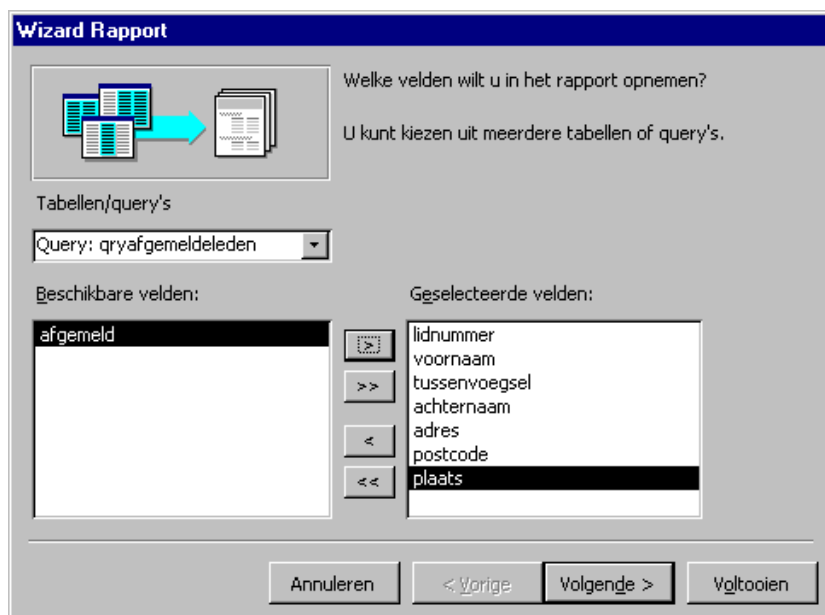 Wizard Rapport
Welke velden wilt u in het rapport opnemen?
U kunt kiezen uit meerdere tabellen of query's.
Tabellen/query's
Query: qryafgemeldeleden
Beschikbare velden:
Geselecteerde velden:
afgemeld
>
>>
<
<<
lidnummer
voornaam
tussenvoegsel
achternaam
adres
postcode
plaats
Annuleren
< Vorige
Volgende >
Voltooien